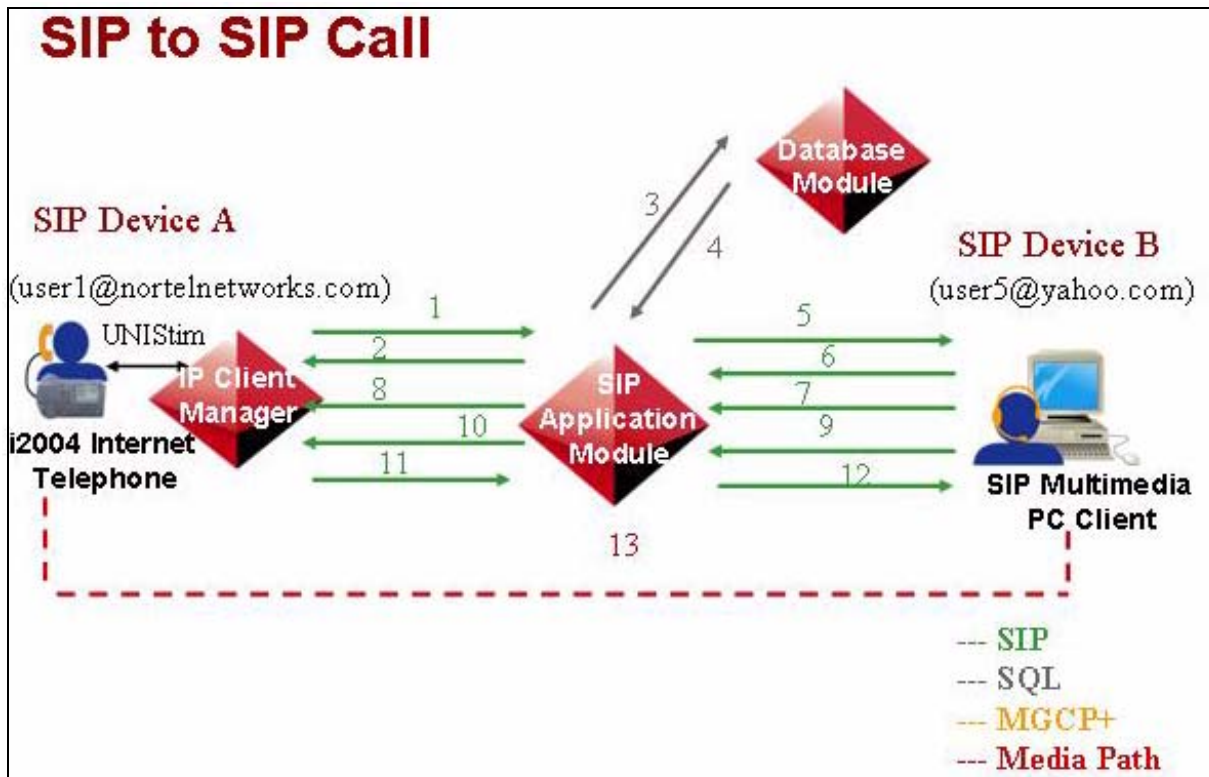 SIP to SIP Call
Database
Module
3
4
SIP Device A
(user1@nortelnetworks.com)
SIP Device B
(user5@yahoo.com)
UNIStim
1
2
5
6
IP Client
Manager
8
SIP
Application
Module
7
10
9
i2004 Internet
Telephone
11
12
SIP Multimedia
PC Client
13
--- SIP
--- SQL
--- MGCP+
--- Media Path